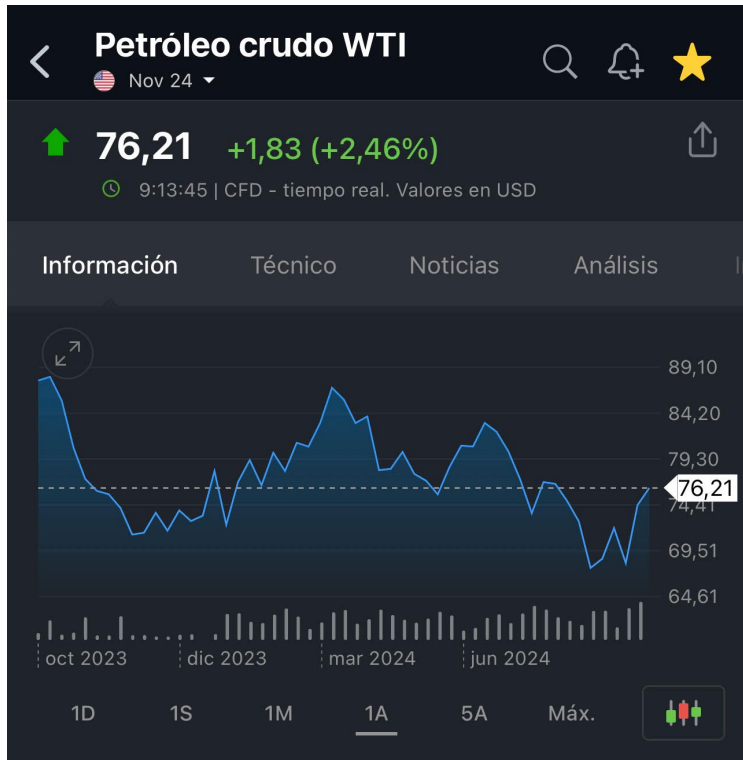 Petróleo crudo WTI
Nov 24
76,21 +1,83 (+2,46%)
9:13:45 | CFD - tiempo real. Valores en USD
Información Técnico Noticias Análisis
89,10
84,20
79,30
76,21
74,41
69,51
64,61
oct 2023 dic 2023 mar 2024 jun 2024
1D 1S 1M 1A 5A Máx.